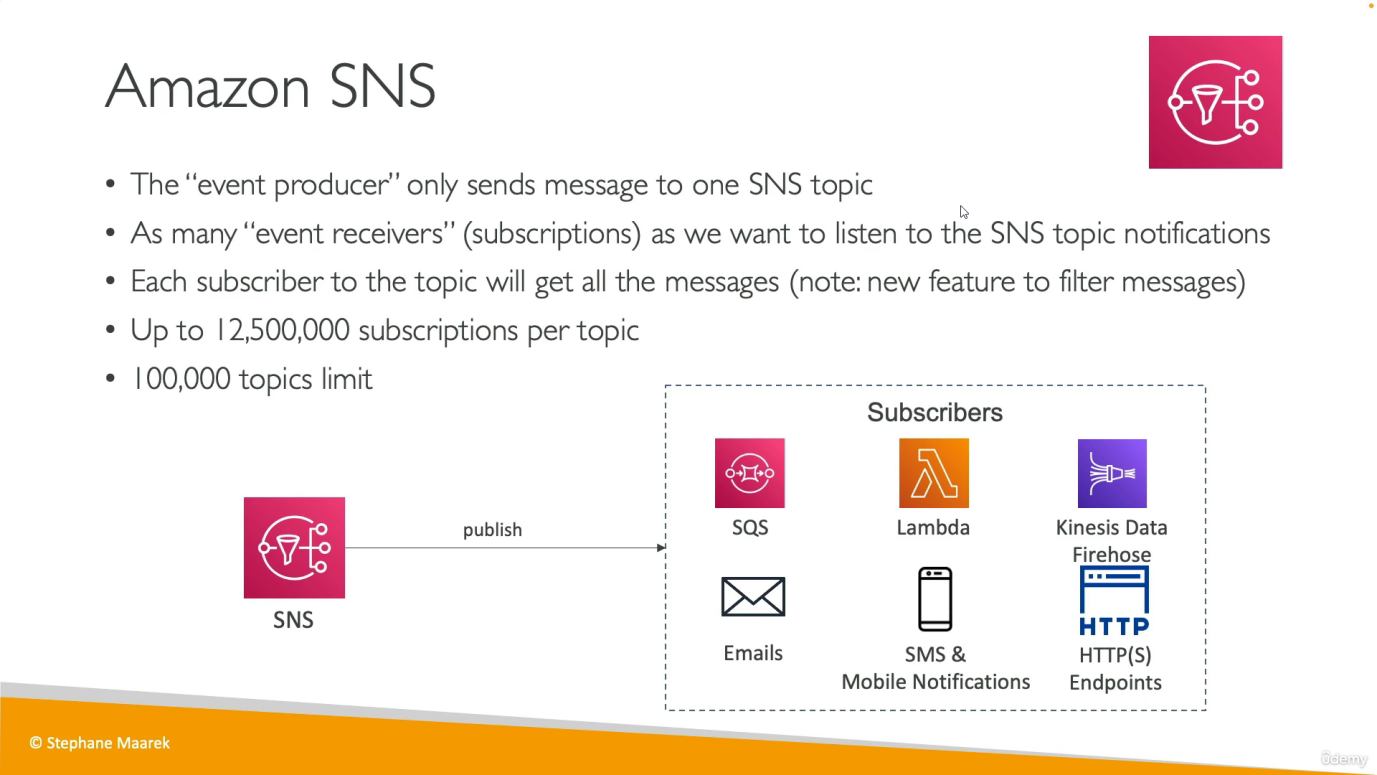 Amazon SNS
• The “event producer” only sends message to one SNS topic
• As many “event receivers” (subscriptions) as we want to listen to the SNS topic notifications
• Each subscriber to the topic will get all the messages (note: new feature to filter messages)
• Up to 12,500,000 subscriptions per topic
• 100,000 topics limit
Subscribers
SQS
Lambda
Kinesis Data
Firehose
publish
SNS
Emails
SMS &
Mobile Notifications
HTTP
HTTP(S)
Endpoints
© Stephane Maarek
ûdemy